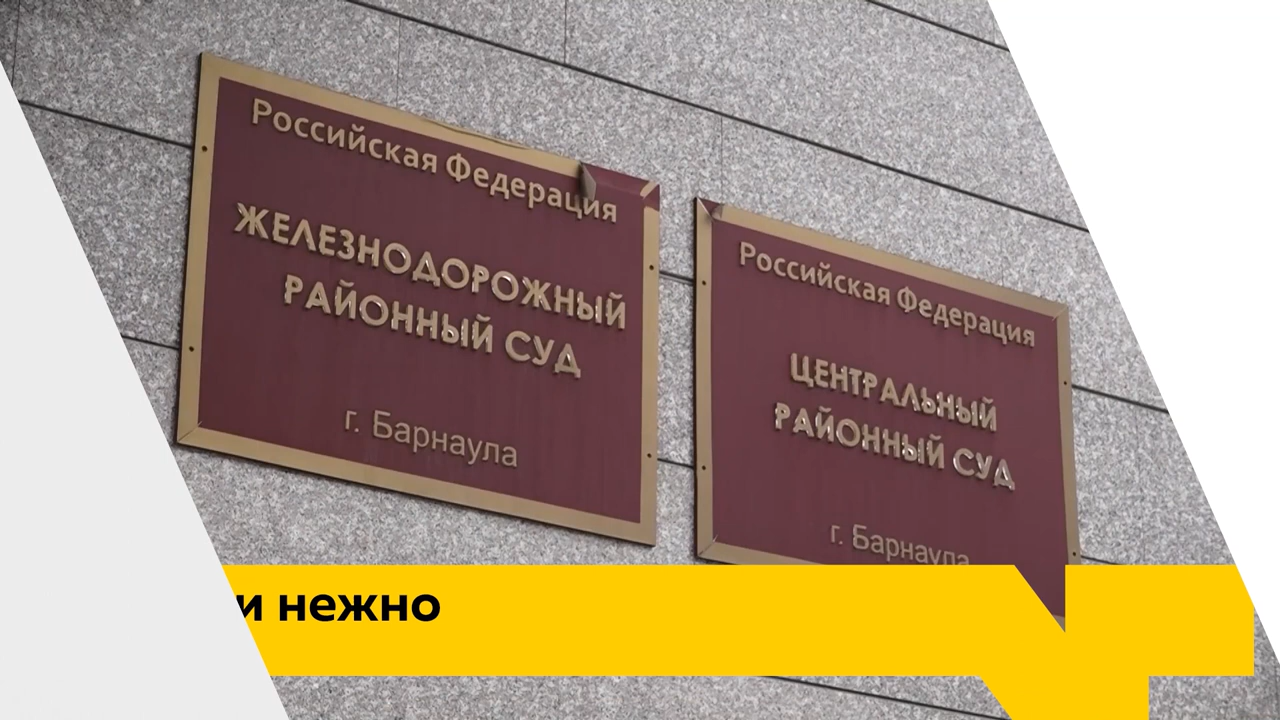 Российская Федерация
ЖЕЛЕЗНОДОРОЖНЫЙ
РАЙОННЫЙ СУД
г. Барнаула
Российская Федерация
ЦЕНТРАЛЬНЫЙ
РАЙОННЫЙ СУД
г. Барнаула
и нежно